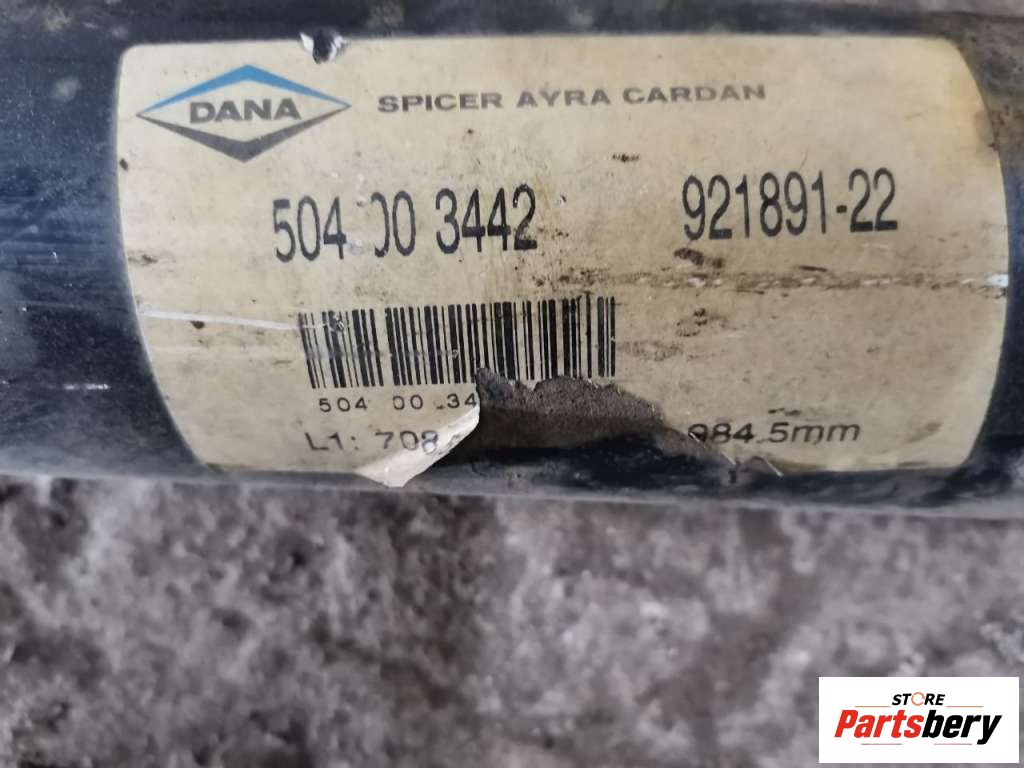 DANA SPICER AYRA CARDAN
504 00 3442 921891-22
504 00 34
L1: 708 984.5mm
STORE
Partsbery